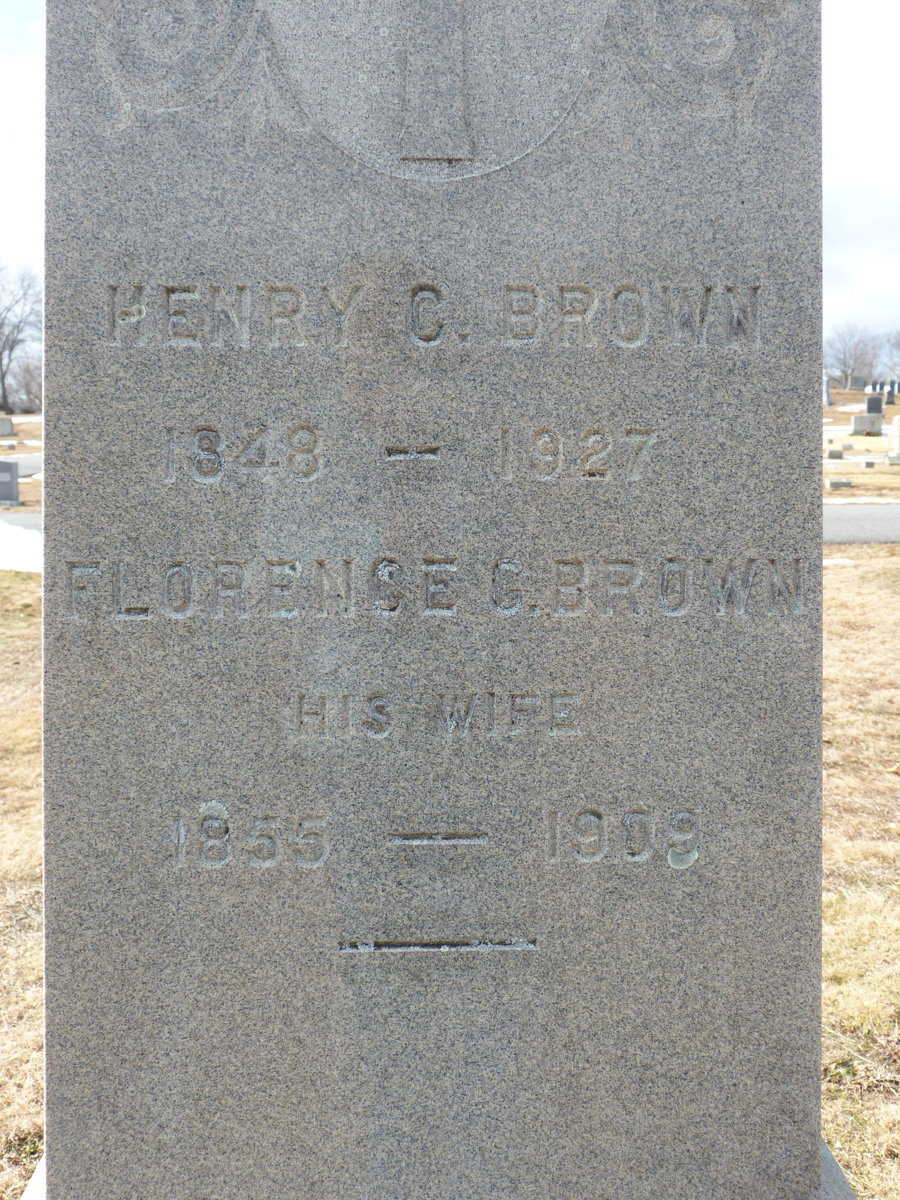 HENRY C. BROWN
1848 — 1927
FLORENCE C. BROWN
HIS WIFE
1855 — 1909